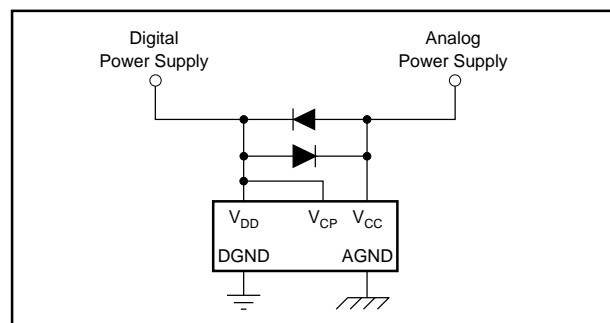 Digital
Power Supply
Analog
Power Supply
VDD VCP VCC
DGND AGND